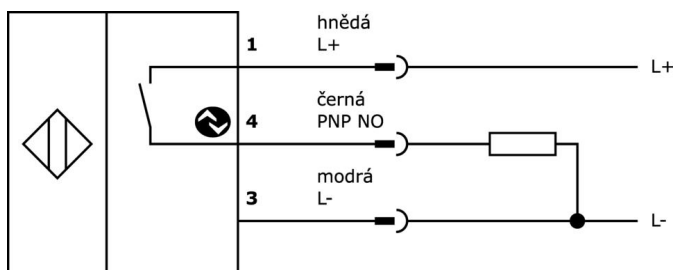 hnědá
1 L+
L+
černá
4 PNP NO
modrá
3 L-
L-